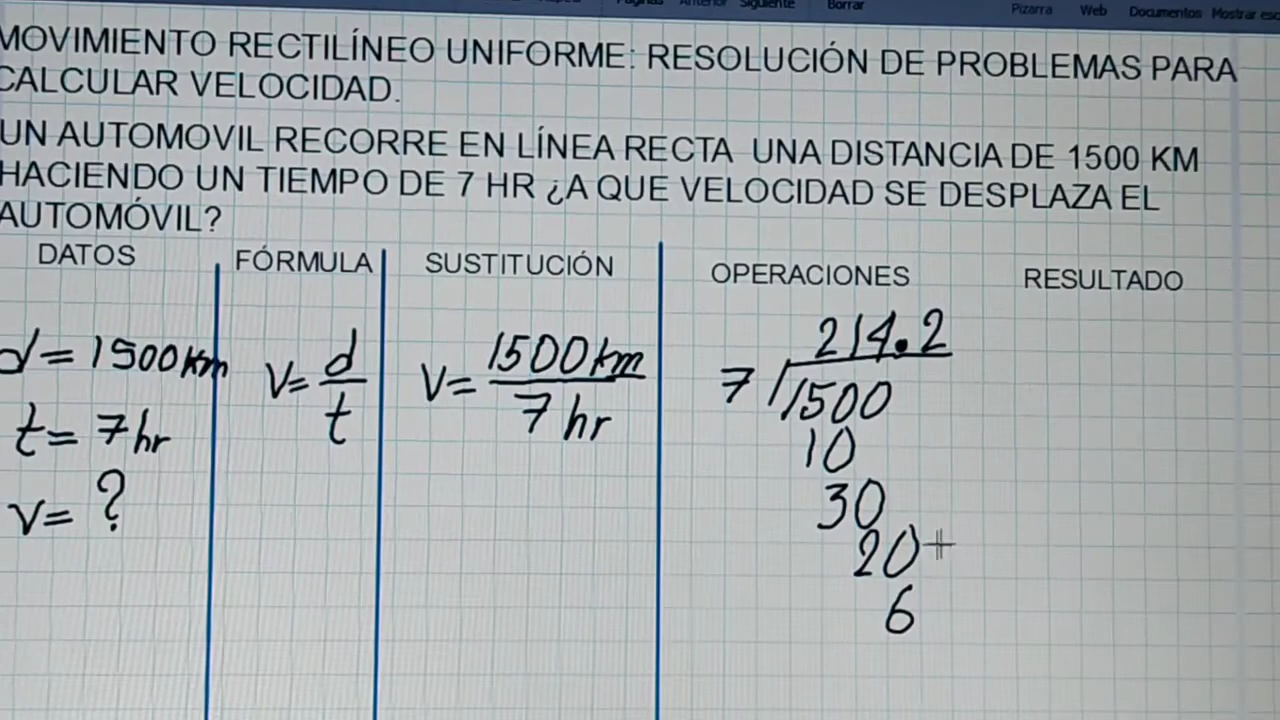 Anterior Siguiente Borrar Pizarra Web Documentos Mostrar esc
MOVIMIENTO RECTILÍNEO UNIFORME: RESOLUCIÓN DE PROBLEMAS PARA
CALCULAR VELOCIDAD.
UN AUTOMOVIL RECORRE EN LÍNEA RECTA UNA DISTANCIA DE 1500 KM
HACIENDO UN TIEMPO DE 7 HR ¿A QUE VELOCIDAD SE DESPLAZA EL
AUTOMÓVIL?
DATOS FÓRMULA SUSTITUCIÓN OPERACIONES RESULTADO
d = 1500 km
t = 7 hr
v = ?
v = d
t
v = 1500 km
7 hr
214.2
7 1500
10
30
20
6